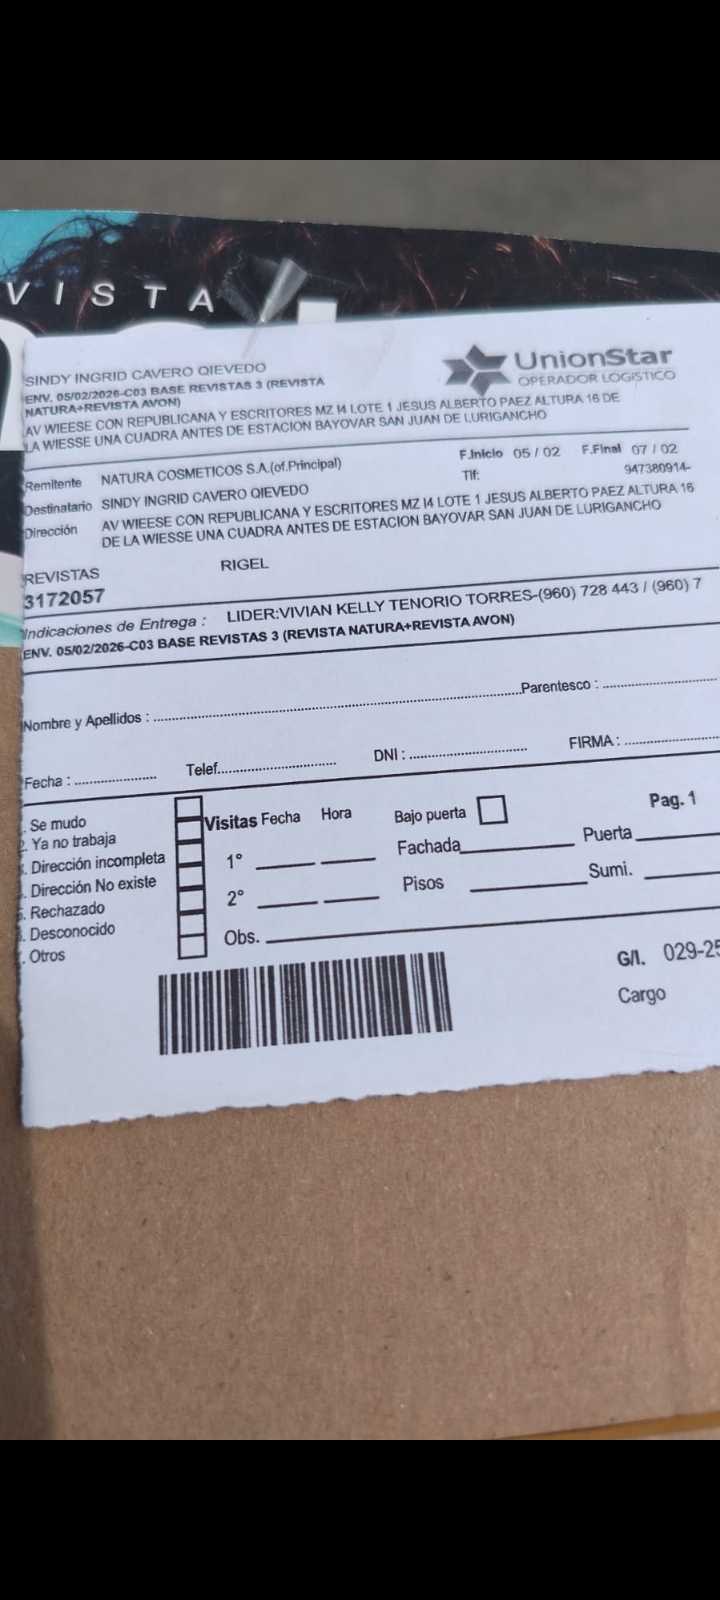 VISTA
SINDY INGRID CAVERO QIEVEDO
ENV. 05/02/2026-C03 BASE REVISTAS 3 (REVISTA
NATURA+REVISTA AVON)
AV WIEESE CON REPUBLICANA Y ESCRITORES MZ I4 LOTE 1 JESUS ALBERTO PAEZ ALTURA 16 DE
LA WIESSE UNA CUADRA ANTES DE ESTACION BAYOVAR SAN JUAN DE LURIGANCHO
UnionStar
OPERADOR LOGISTICO
Remitente NATURA COSMETICOS S.A.(of.Principal)
F.Inicio 05 / 02 F.Final 07 / 02
Destinatario SINDY INGRID CAVERO QIEVEDO
Tlf: 947380914-
Dirección AV WIEESE CON REPUBLICANA Y ESCRITORES MZ I4 LOTE 1 JESUS ALBERTO PAEZ ALTURA 16
DE LA WIESSE UNA CUADRA ANTES DE ESTACION BAYOVAR SAN JUAN DE LURIGANCHO
REVISTAS RIGEL
3172057
Indicaciones de Entrega : LIDER:VIVIAN KELLY TENORIO TORRES-(960) 728 443 / (960) 7
ENV. 05/02/2026-C03 BASE REVISTAS 3 (REVISTA NATURA+REVISTA AVON)
Nombre y Apellidos : Parentesco :
Fecha : Telef. DNI : FIRMA :
. Se mudo
. Ya no trabaja
. Dirección incompleta
. Dirección No existe
. Rechazado
. Desconocido
. Otros
Visitas Fecha Hora Bajo puerta Pag. 1
1° Fachada Puerta
2° Pisos Sumi.
Obs.
G/I. 029-25
Cargo